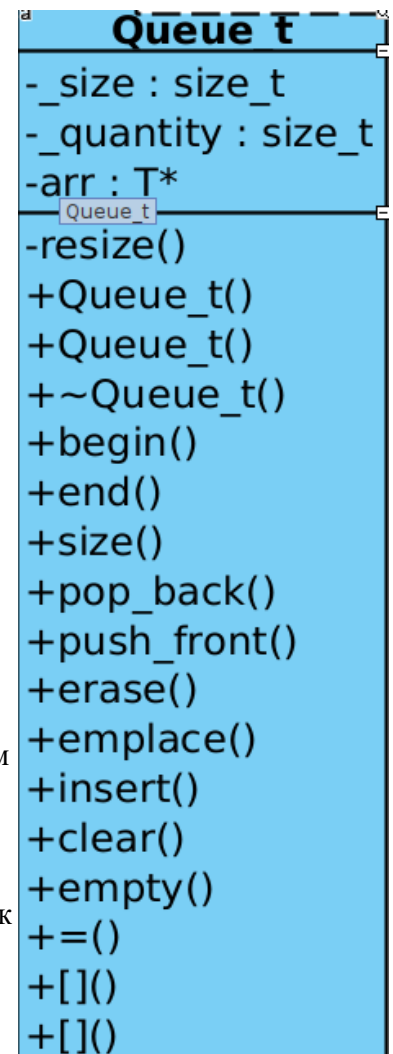 Queue_t
-_size : size_t
-_quantity : size_t
-arr : T*
Queue_t
-resize()
+Queue_t()
+Queue_t()
+~Queue_t()
+begin()
+end()
+size()
+pop_back()
+push_front()
+erase()
+emplace()
м
+insert()
+clear()
+empty()
к
+=()
+[]()
+[]()